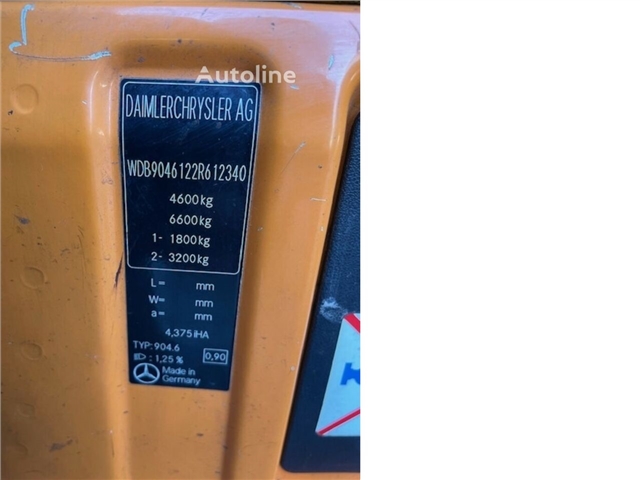 Autoline
DAIMLERCHRYSLER AG
WDB9046122R612340
4600kg
6600kg
1- 1800kg
2- 3200kg
L= mm
W= mm
a= mm
4,375 iHA
TYP: 904.6
: 1,25 % 0,90
Made in
Germany